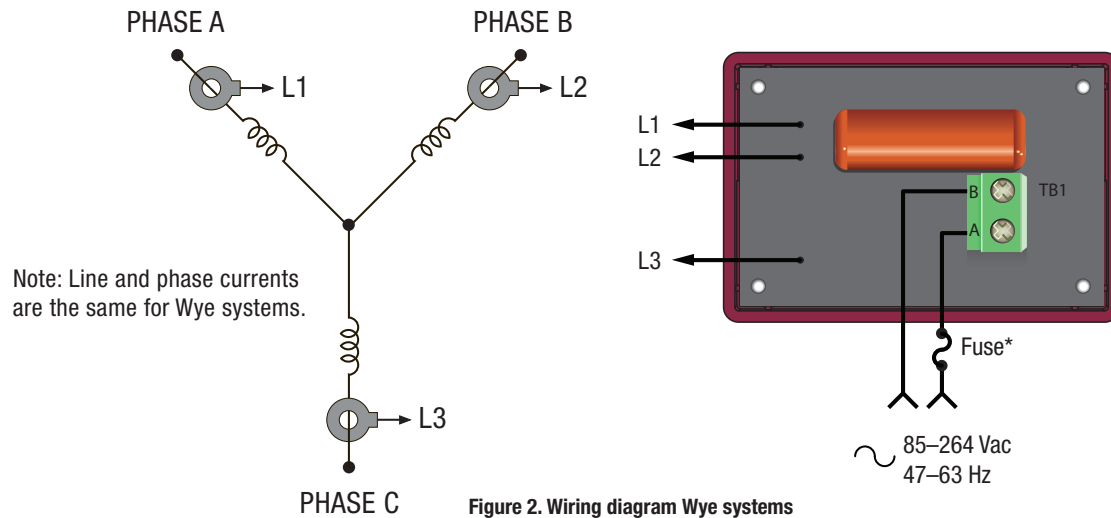 PHASE A
PHASE B
L1
L2
L1
L2
B
TB1
A
L3
Note: Line and phase currents
are the same for Wye systems.
Fuse*
L3
85–264 Vac
47–63 Hz
PHASE C
Figure 2. Wiring diagram Wye systems